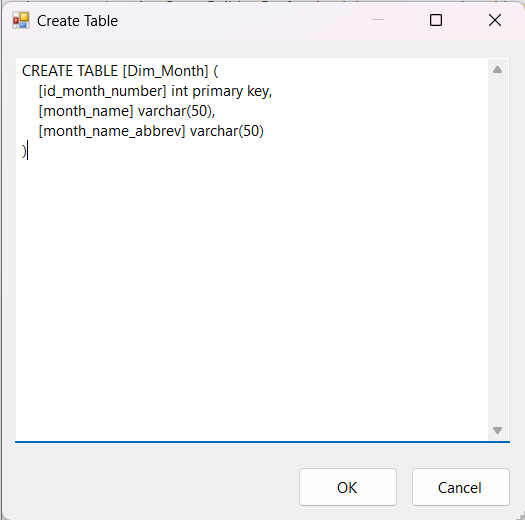 Create Table
CREATE TABLE [Dim_Month] (
    [id_month_number] int primary key,
    [month_name] varchar(50),
    [month_name_abbrev] varchar(50)
)
OK
Cancel